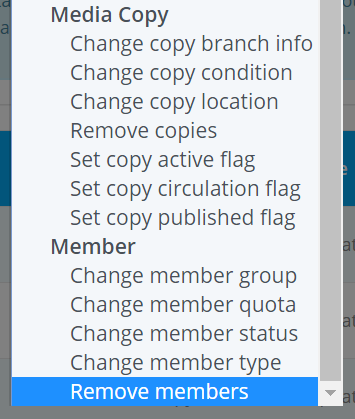 Media Copy
Change copy branch info
Change copy condition
Change copy location
Remove copies
Set copy active flag
Set copy circulation flag
Set copy published flag
Member
Change member group
Change member quota
Change member status
Change member type
Remove members